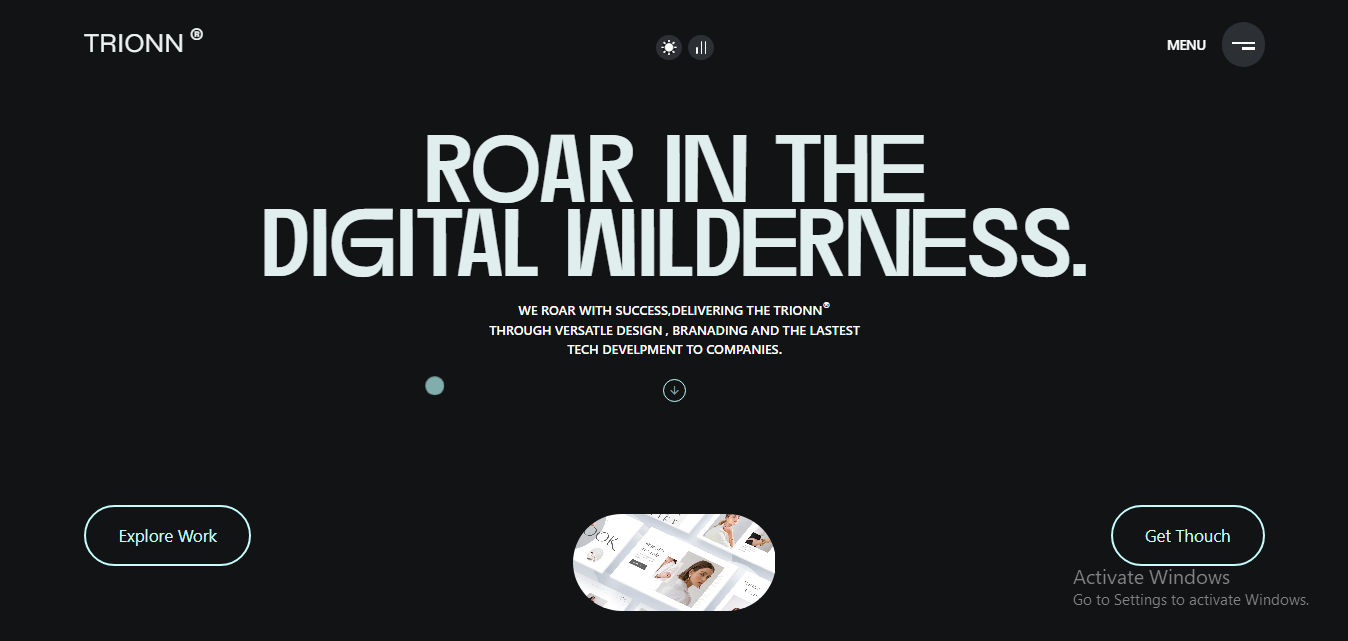 TRIONN ®
MENU
ROAR IN THE
DIGITAL WILDERNESS.
WE ROAR WITH SUCCESS,DELIVERING THE TRIONN®
THROUGH VERSATLE DESIGN , BRANADING AND THE LASTEST
TECH DEVELPMENT TO COMPANIES.
Explore Work
Get Thouch
Activate Windows
Go to Settings to activate Windows.